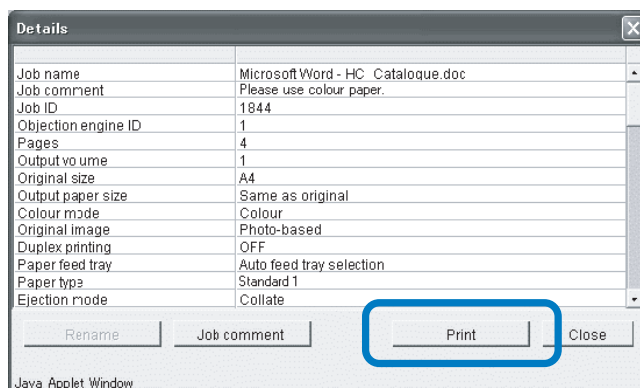 Details
Job name Microsoft Word - HC_Catalogue.doc
Job comment Please use colour paper.
Job ID 1844
Objection engine ID 1
Pages 4
Output volume 1
Original size A4
Output paper size Same as original
Colour mode Colour
Original image Photo-based
Duplex printing OFF
Paper feed tray Auto feed tray selection
Paper type Standard 1
Ejection mode Collate
Rename Job comment Print Close
Java Applet Window